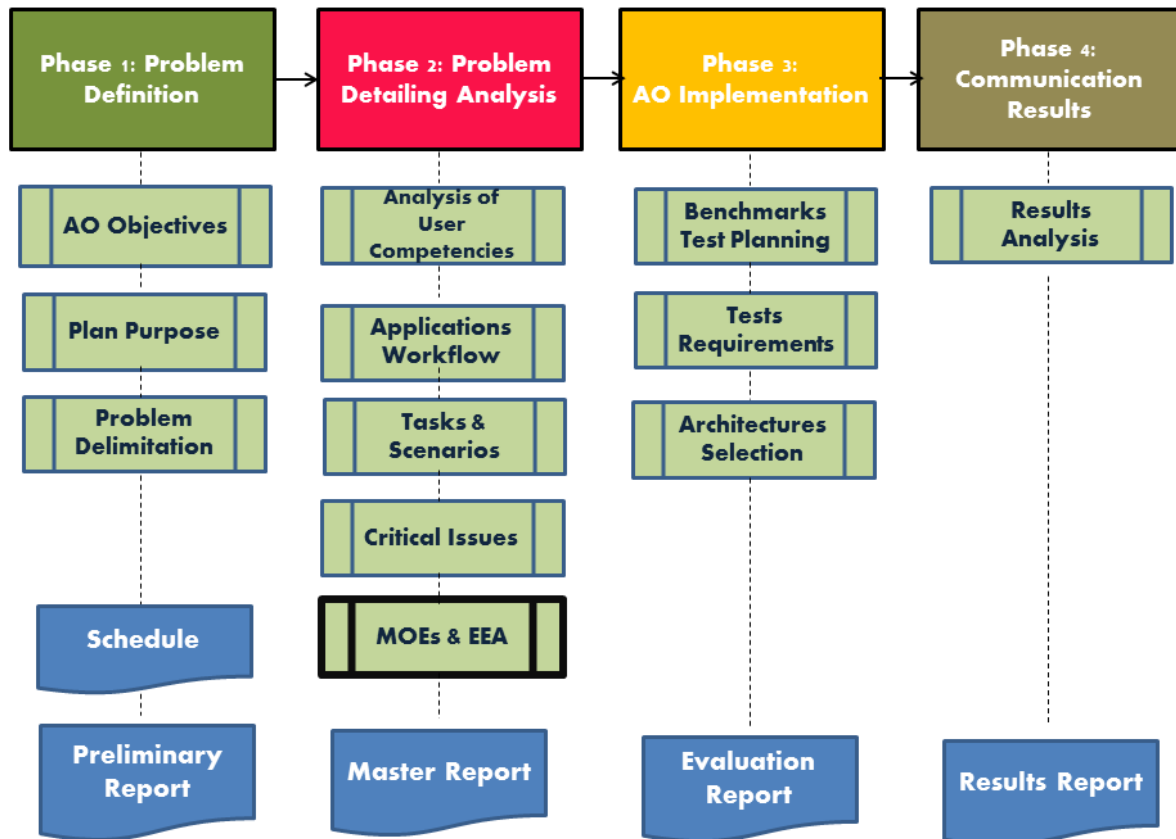 Phase 1: Problem
Definition
Phase 2: Problem
Detailing Analysis
Phase 3:
AO Implementation
Phase 4:
Communication
Results
AO Objectives
Plan Purpose
Problem
Delimitation
Schedule
Preliminary
Report
Analysis of
User
Competencies
Applications
Workflow
Tasks &
Scenarios
Critical Issues
MOEs & EEA
Master Report
Benchmarks
Test Planning
Tests
Requirements
Architectures
Selection
Evaluation
Report
Results
Analysis
Results Report